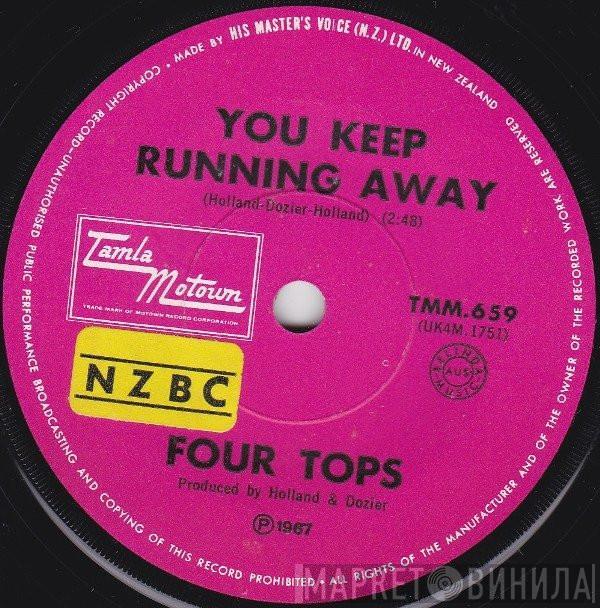 • MADE BY HIS MASTER'S VOICE (N.Z.) LTD. IN NEW ZEALAND
COPYRIGHT RECORD—UNAUTHORISED PUBLIC PERFORMANCE BROADCASTING AND COPYING OF THIS RECORD PROHIBITED • ALL RIGHTS OF THE MANUFACTURER AND OF THE OWNER OF THE RECORDED WORK ARE RESERVED
YOU KEEP
RUNNING AWAY
(Holland-Dozier-Holland) (2:48)
Tamla
Motown
TRADE MARK OF MOTOWN RECORD CORPORATION
TMM.659
(UK4M. 1751)
BELINDA
AUS
MUSIC
NZBC
FOUR TOPS
Produced by Holland & Dozier
Ⓟ 1967
МАРКЕТ ВИНИЛА